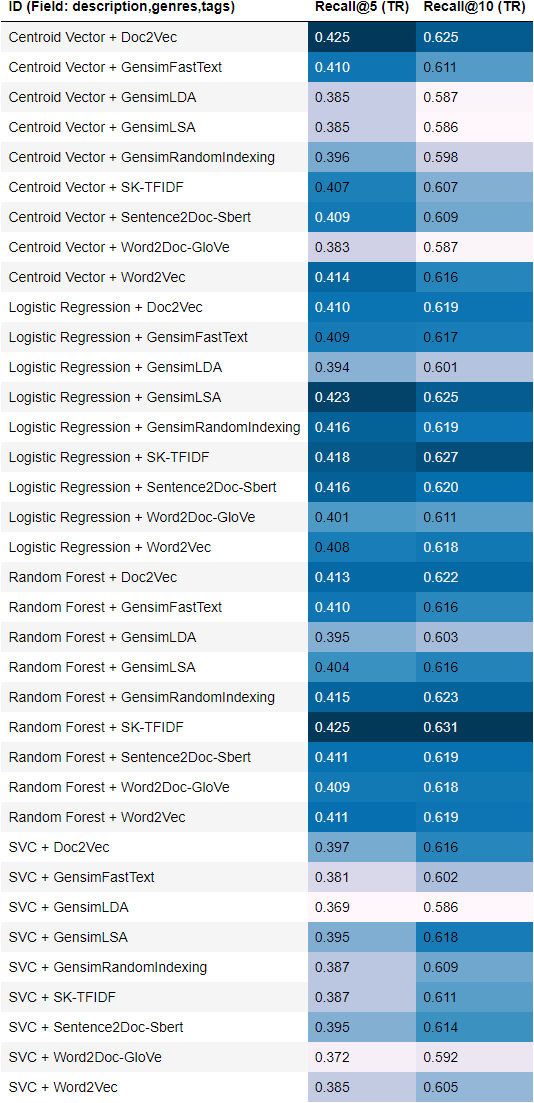 ID (Field: description,genres,tags) Recall@5 (TR) Recall@10 (TR)
Centroid Vector + Doc2Vec 0.425 0.625
Centroid Vector + GensimFastText 0.410 0.611
Centroid Vector + GensimLDA 0.385 0.587
Centroid Vector + GensimLSA 0.385 0.586
Centroid Vector + GensimRandomIndexing 0.396 0.598
Centroid Vector + SK-TFIDF 0.407 0.607
Centroid Vector + Sentence2Doc-Sbert 0.409 0.609
Centroid Vector + Word2Doc-GloVe 0.383 0.587
Centroid Vector + Word2Vec 0.414 0.616
Logistic Regression + Doc2Vec 0.410 0.619
Logistic Regression + GensimFastText 0.409 0.617
Logistic Regression + GensimLDA 0.394 0.601
Logistic Regression + GensimLSA 0.423 0.625
Logistic Regression + GensimRandomIndexing 0.416 0.619
Logistic Regression + SK-TFIDF 0.418 0.627
Logistic Regression + Sentence2Doc-Sbert 0.416 0.620
Logistic Regression + Word2Doc-GloVe 0.401 0.611
Logistic Regression + Word2Vec 0.408 0.618
Random Forest + Doc2Vec 0.413 0.622
Random Forest + GensimFastText 0.410 0.616
Random Forest + GensimLDA 0.395 0.603
Random Forest + GensimLSA 0.404 0.616
Random Forest + GensimRandomIndexing 0.415 0.623
Random Forest + SK-TFIDF 0.425 0.631
Random Forest + Sentence2Doc-Sbert 0.411 0.619
Random Forest + Word2Doc-GloVe 0.409 0.618
Random Forest + Word2Vec 0.411 0.619
SVC + Doc2Vec 0.397 0.616
SVC + GensimFastText 0.381 0.602
SVC + GensimLDA 0.369 0.586
SVC + GensimLSA 0.395 0.618
SVC + GensimRandomIndexing 0.387 0.609
SVC + SK-TFIDF 0.387 0.611
SVC + Sentence2Doc-Sbert 0.395 0.614
SVC + Word2Doc-GloVe 0.372 0.592
SVC + Word2Vec 0.385 0.605